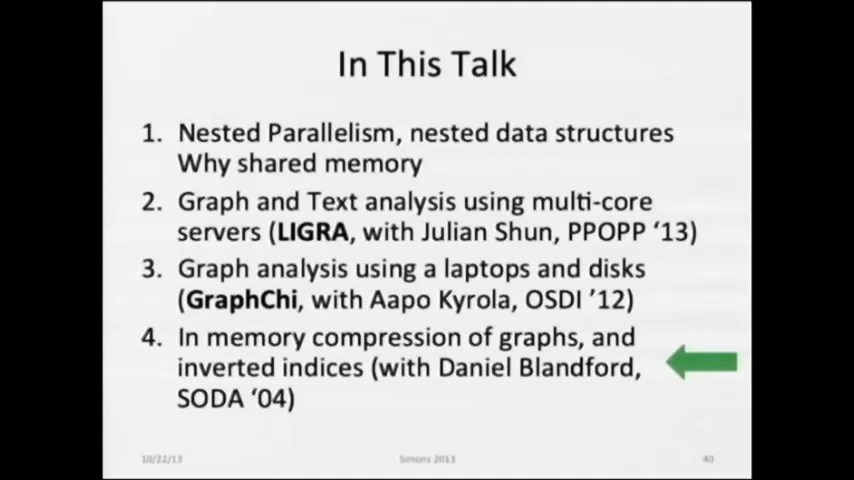 In This Talk
1. Nested Parallelism, nested data structures
Why shared memory
2. Graph and Text analysis using multi-core
servers (LIGRA, with Julian Shun, PPOPP '13)
3. Graph analysis using a laptops and disks
(GraphChi, with Aapo Kyrola, OSDI '12)
4. In memory compression of graphs, and
inverted indices (with Daniel Blandford,
SODA '04)
10/22/13 Simons 2013 40